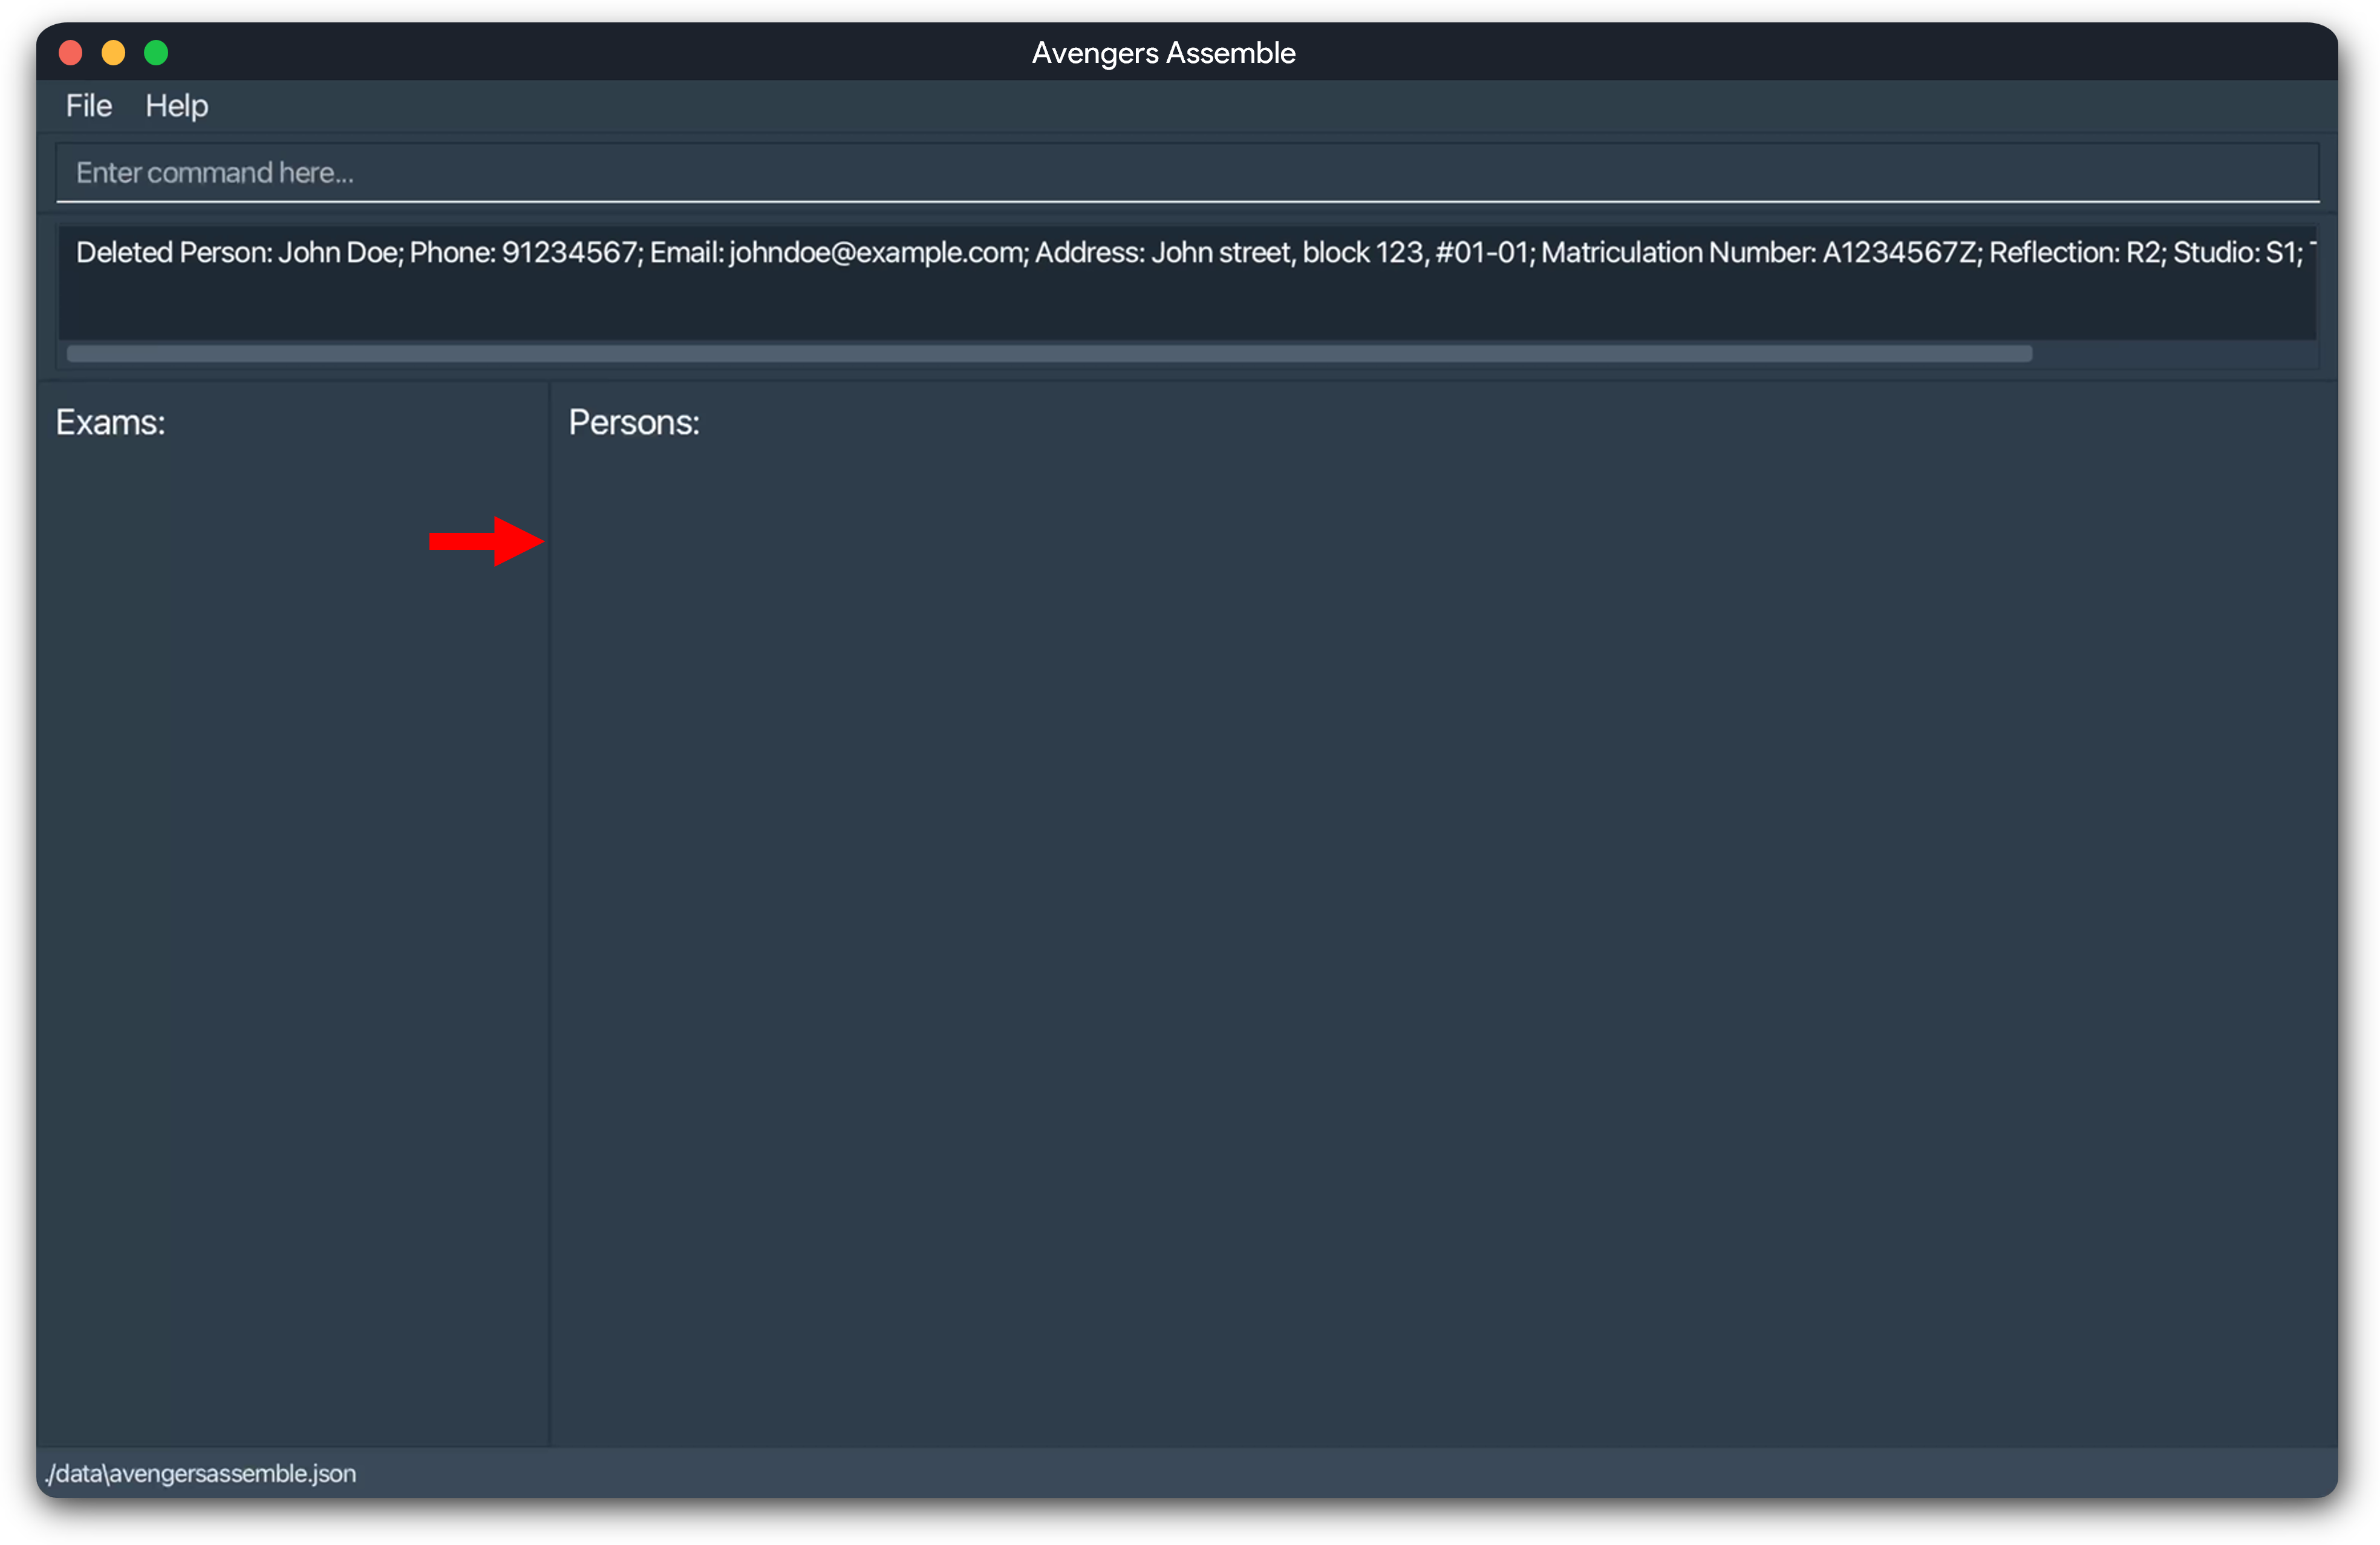 Avengers Assemble
File Help
Enter command here...
Deleted Person: John Doe; Phone: 91234567; Email: johndoe@example.com; Address: John street, block 123, #01-01; Matriculation Number: A1234567Z; Reflection: R2; Studio: S1;
Exams:
Persons:
./data\avengersassemble.json